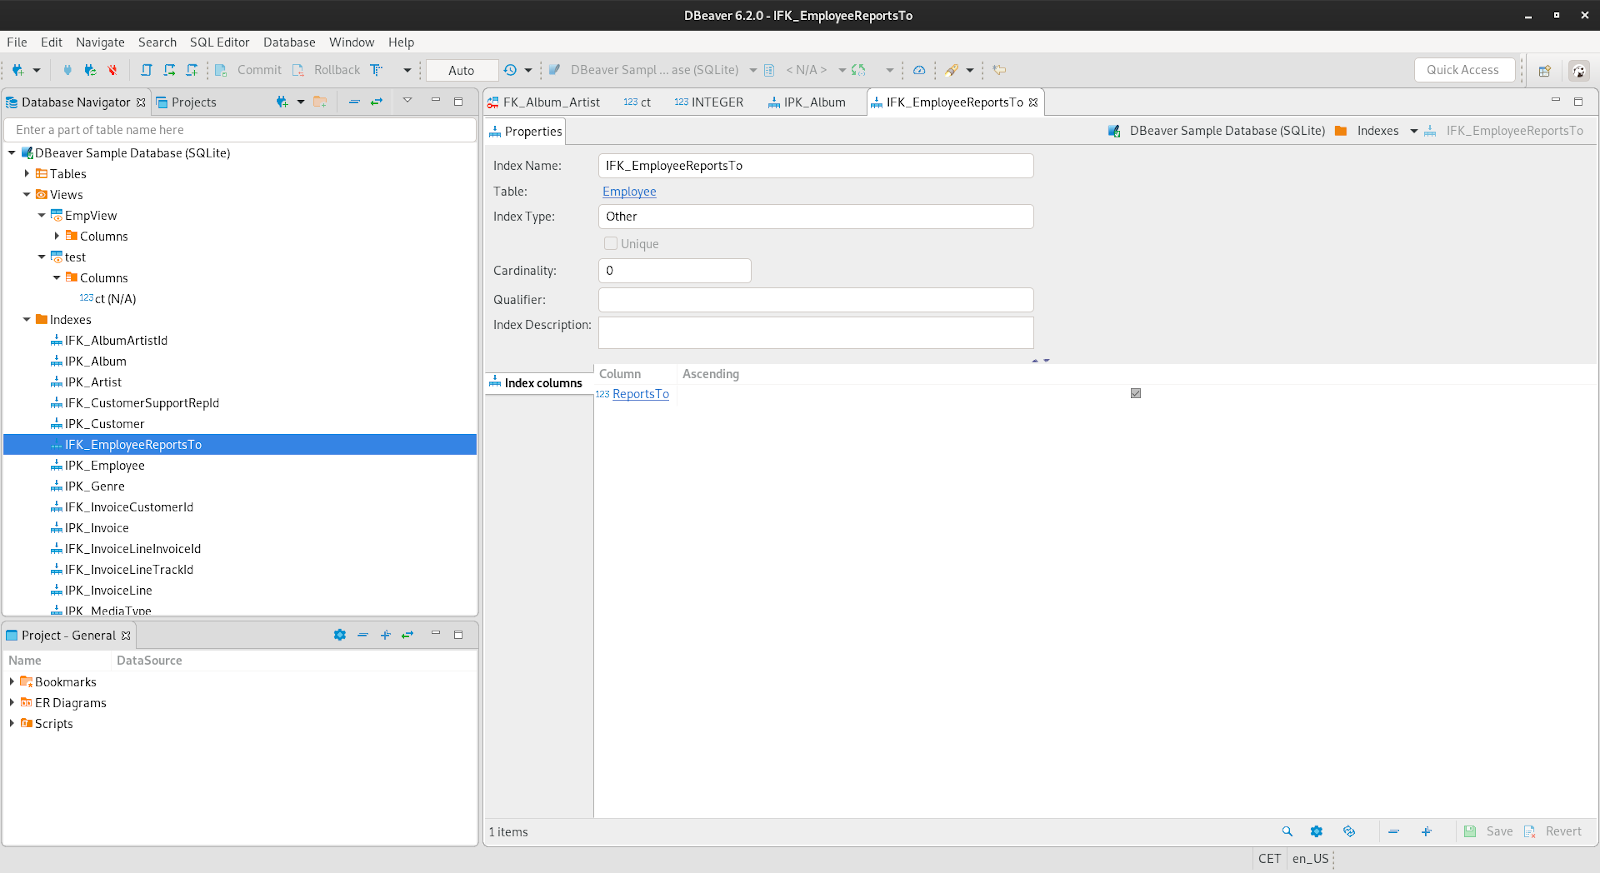 DBeaver 6.2.0 - IFK_EmployeeReportsTo
File Edit Navigate Search SQL Editor Database Window Help
Commit Rollback Auto DBeaver Sampl ... ase (SQLite) < N/A > Quick Access
Database Navigator Projects
Enter a part of table name here
DBeaver Sample Database (SQLite)
Tables
Views
EmpView
Columns
test
Columns
123 ct (N/A)
Indexes
IFK_AlbumArtistId
IPK_Album
IPK_Artist
IFK_CustomerSupportRepId
IPK_Customer
IFK_EmployeeReportsTo
IPK_Employee
IPK_Genre
IFK_InvoiceCustomerId
IPK_Invoice
IFK_InvoiceLineInvoiceId
IFK_InvoiceLineTrackId
IPK_InvoiceLine
IPK_MediaType
Project - General
Name DataSource
Bookmarks
ER Diagrams
Scripts
FK_Album_Artist 123 ct 123 INTEGER IPK_Album IFK_EmployeeReportsTo
Properties DBeaver Sample Database (SQLite) Indexes IFK_EmployeeReportsTo
Index Name: IFK_EmployeeReportsTo
Table: Employee
Index Type: Other
Unique
Cardinality: 0
Qualifier:
Index Description:
Index columns
Column Ascending
123 ReportsTo
1 items Save Revert
CET en_US